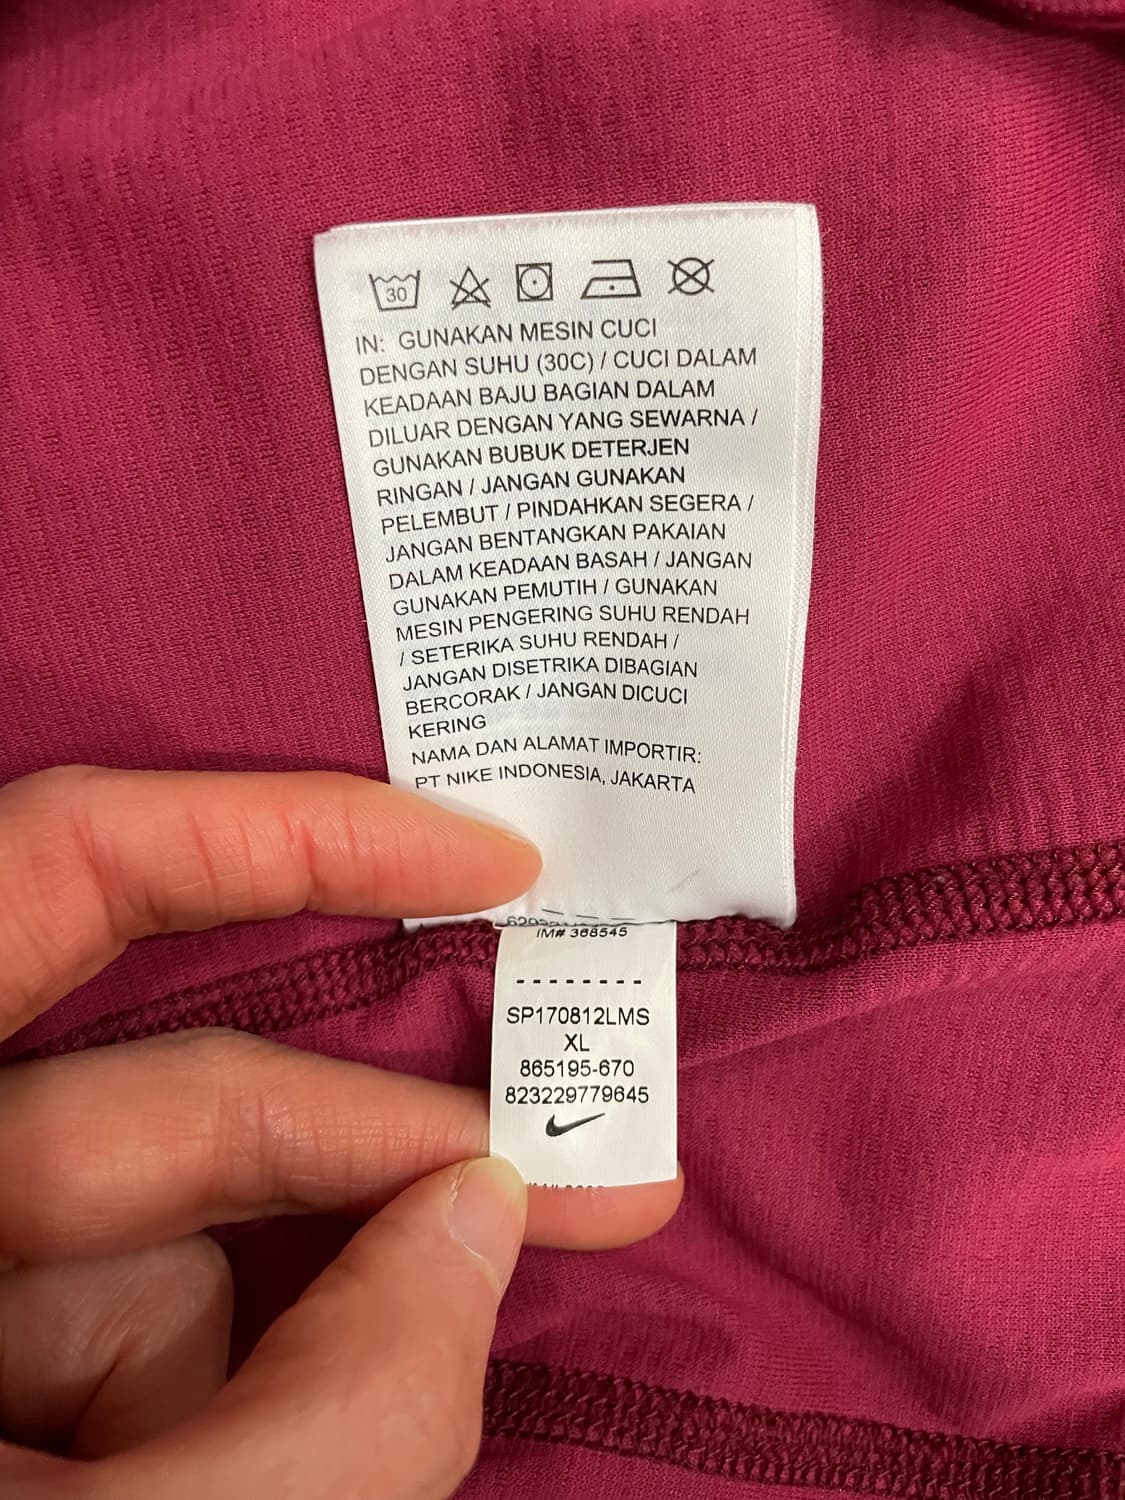 30
IN: GUNAKAN MESIN CUCI
DENGAN SUHU (30C) / CUCI DALAM
KEADAAN BAJU BAGIAN DALAM
DILUAR DENGAN YANG SEWARNA /
GUNAKAN BUBUK DETERJEN
RINGAN / JANGAN GUNAKAN
PELEMBUT / PINDAHKAN SEGERA /
JANGAN BENTANGKAN PAKAIAN
DALAM KEADAAN BASAH / JANGAN
GUNAKAN PEMUTIH / GUNAKAN
MESIN PENGERING SUHU RENDAH
/ SETERIKA SUHU RENDAH /
JANGAN DISETRIKA DIBAGIAN
BERCORAK / JANGAN DICUCI
KERING
NAMA DAN ALAMAT IMPORTIR:
PT NIKE INDONESIA, JAKARTA
IM# 368545
SP170812LMS
XL
865195-670
823229779645